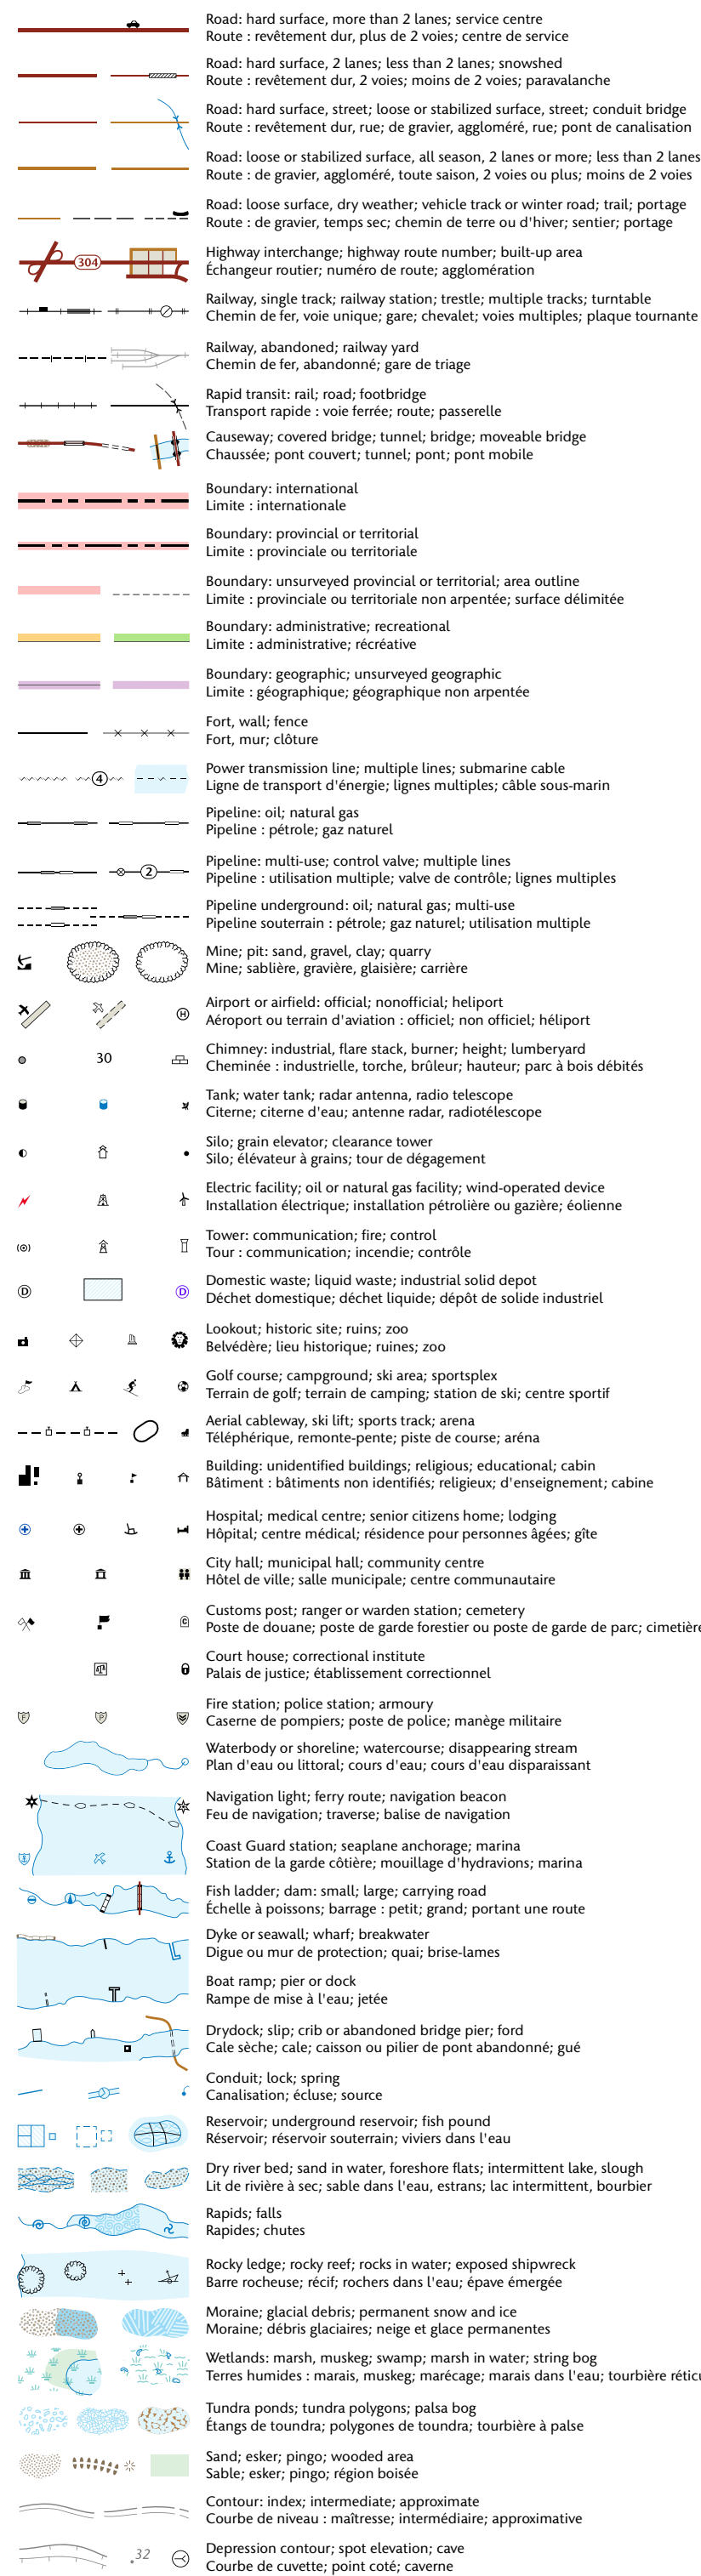 Road: hard surface, more than 2 lanes; service centre
Route : revêtement dur, plus de 2 voies; centre de service
Road: hard surface, 2 lanes; less than 2 lanes; snowshed
Route : revêtement dur, 2 voies; moins de 2 voies; paravalanche
Road: hard surface, street; loose or stabilized surface, street; conduit bridge
Route : revêtement dur, rue; de gravier, aggloméré, rue; pont de canalisation
Road: loose or stabilized surface, all season, 2 lanes or more; less than 2 lanes
Route : de gravier, aggloméré, toute saison, 2 voies ou plus; moins de 2 voies
Road: loose surface, dry weather; vehicle track or winter road; trail; portage
Route : de gravier, temps sec; chemin de terre ou d'hiver; sentier; portage
304
Highway interchange; highway route number; built-up area
Échangeur routier; numéro de route; agglomération
Railway, single track; railway station; trestle; multiple tracks; turntable
Chemin de fer, voie unique; gare; chevalet; voies multiples; plaque tournante
Railway, abandoned; railway yard
Chemin de fer, abandonné; gare de triage
Rapid transit: rail; road; footbridge
Transport rapide : voie ferrée; route; passerelle
Causeway; covered bridge; tunnel; bridge; moveable bridge
Chaussée; pont couvert; tunnel; pont; pont mobile
Boundary: international
Limite : internationale
Boundary: provincial or territorial
Limite : provinciale ou territoriale
Boundary: unsurveyed provincial or territorial; area outline
Limite : provinciale ou territoriale non arpentée; surface délimitée
Boundary: administrative; recreational
Limite : administrative; récréative
Boundary: geographic; unsurveyed geographic
Limite : géographique; géographique non arpentée
Fort, wall; fence
Fort, mur; clôture
4
Power transmission line; multiple lines; submarine cable
Ligne de transport d'énergie; lignes multiples; câble sous-marin
Pipeline: oil; natural gas
Pipeline : pétrole; gaz naturel
2
Pipeline: multi-use; control valve; multiple lines
Pipeline : utilisation multiple; valve de contrôle; lignes multiples
Pipeline underground: oil; natural gas; multi-use
Pipeline souterrain : pétrole; gaz naturel; utilisation multiple
Mine; pit: sand, gravel, clay; quarry
Mine; sablière, gravière, glaisière; carrière
H
Airport or airfield: official; nonofficial; heliport
Aéroport ou terrain d'aviation : officiel; non officiel; héliport
30
Chimney: industrial, flare stack, burner; height; lumberyard
Cheminée : industrielle, torche, brûleur; hauteur; parc à bois débités
Tank; water tank; radar antenna, radio telescope
Citerne; citerne d'eau; antenne radar, radiotélescope
Silo; grain elevator; clearance tower
Silo; élévateur à grains; tour de dégagement
Electric facility; oil or natural gas facility; wind-operated device
Installation électrique; installation pétrolière ou gazière; éolienne
Tower: communication; fire; control
Tour : communication; incendie; contrôle
D D
Domestic waste; liquid waste; industrial solid depot
Déchet domestique; déchet liquide; dépôt de solide industriel
Lookout; historic site; ruins; zoo
Belvédère; lieu historique; ruines; zoo
Golf course; campground; ski area; sportsplex
Terrain de golf; terrain de camping; station de ski; centre sportif
Aerial cableway, ski lift; sports track; arena
Téléphérique, remonte-pente; piste de course; aréna
Building: unidentified buildings; religious; educational; cabin
Bâtiment : bâtiments non identifiés; religieux; d'enseignement; cabine
Hospital; medical centre; senior citizens home; lodging
Hôpital; centre médical; résidence pour personnes âgées; gîte
City hall; municipal hall; community centre
Hôtel de ville; salle municipale; centre communautaire
C
Customs post; ranger or warden station; cemetery
Poste de douane; poste de garde forestier ou poste de garde de parc; cimetière
Court house; correctional institute
Palais de justice; établissement correctionnel
F P
Fire station; police station; armoury
Caserne de pompiers; poste de police; manège militaire
Waterbody or shoreline; watercourse; disappearing stream
Plan d'eau ou littoral; cours d'eau; cours d'eau disparaissant
Navigation light; ferry route; navigation beacon
Feu de navigation; traverse; balise de navigation
Coast Guard station; seaplane anchorage; marina
Station de la garde côtière; mouillage d'hydravions; marina
Fish ladder; dam: small; large; carrying road
Échelle à poissons; barrage : petit; grand; portant une route
Dyke or seawall; wharf; breakwater
Digue ou mur de protection; quai; brise-lames
Boat ramp; pier or dock
Rampe de mise à l'eau; jetée
Drydock; slip; crib or abandoned bridge pier; ford
Cale sèche; cale; caisson ou pilier de pont abandonné; gué
Conduit; lock; spring
Canalisation; écluse; source
Reservoir; underground reservoir; fish pound
Réservoir; réservoir souterrain; viviers dans l'eau
Dry river bed; sand in water, foreshore flats; intermittent lake, slough
Lit de rivière à sec; sable dans l'eau, estrans; lac intermittent, bourbier
Rapids; falls
Rapides; chutes
Rocky ledge; rocky reef; rocks in water; exposed shipwreck
Barre rocheuse; récif; rochers dans l'eau; épave émergée
Moraine; glacial debris; permanent snow and ice
Moraine; débris glaciaires; neige et glace permanentes
Wetlands: marsh, muskeg; swamp; marsh in water; string bog
Terres humides : marais, muskeg; marécage; marais dans l'eau; tourbière réticu
Tundra ponds; tundra polygons; palsa bog
Étangs de toundra; polygones de toundra; tourbière à palse
Sand; esker; pingo; wooded area
Sable; esker; pingo; région boisée
Contour: index; intermediate; approximate
Courbe de niveau : maîtresse; intermédiaire; approximative
.32
Depression contour; spot elevation; cave
Courbe de cuvette; point coté; caverne